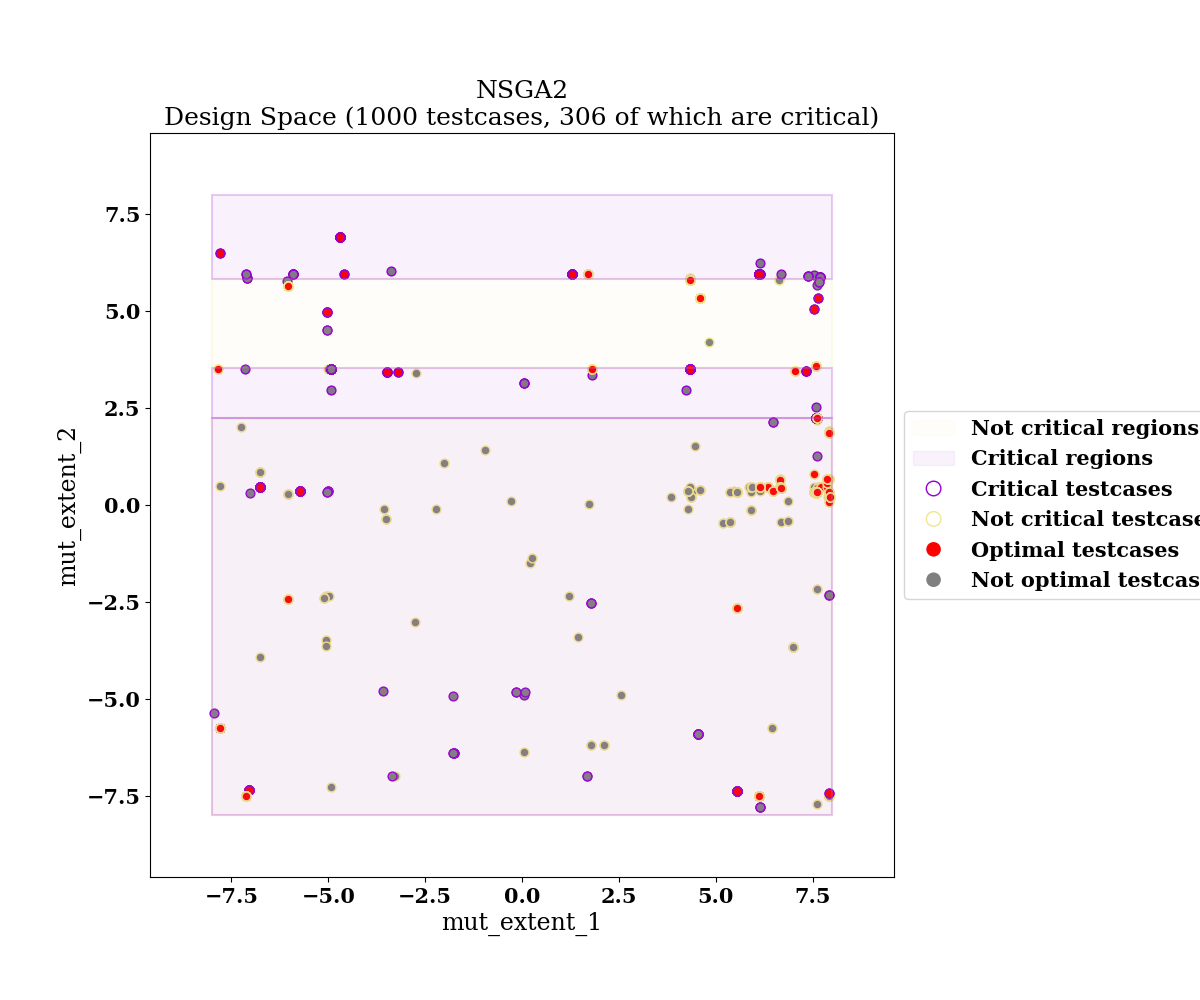 NSGA2
Design Space (1000 testcases, 306 of which are critical)
7.5
5.0
2.5
0.0
−2.5
−5.0
−7.5
mut_extent_2
−7.5
−5.0
−2.5
0.0
2.5
5.0
7.5
mut_extent_1
Not critical regions
Critical regions
Critical testcases
Not critical testcase
Optimal testcases
Not optimal testcas